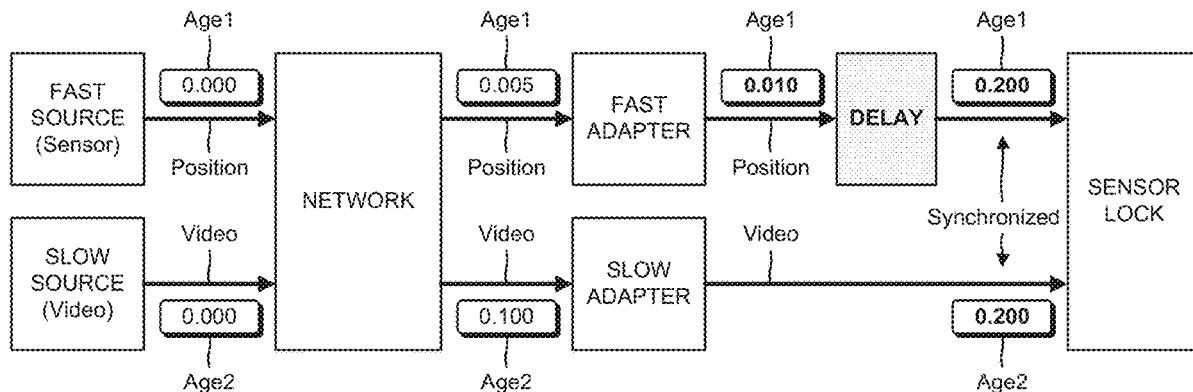 Age1
Age1
Age1
Age1
0.000
0.005
0.010
0.200
FAST
SOURCE
(Sensor)
Position
NETWORK
FAST
ADAPTER
Position
DELAY
SENSOR
LOCK
Synchronized
SLOW
SOURCE
(Video)
Video
Video
SLOW
ADAPTER
Video
0.000
0.100
0.200
Age2
Age2
Age2